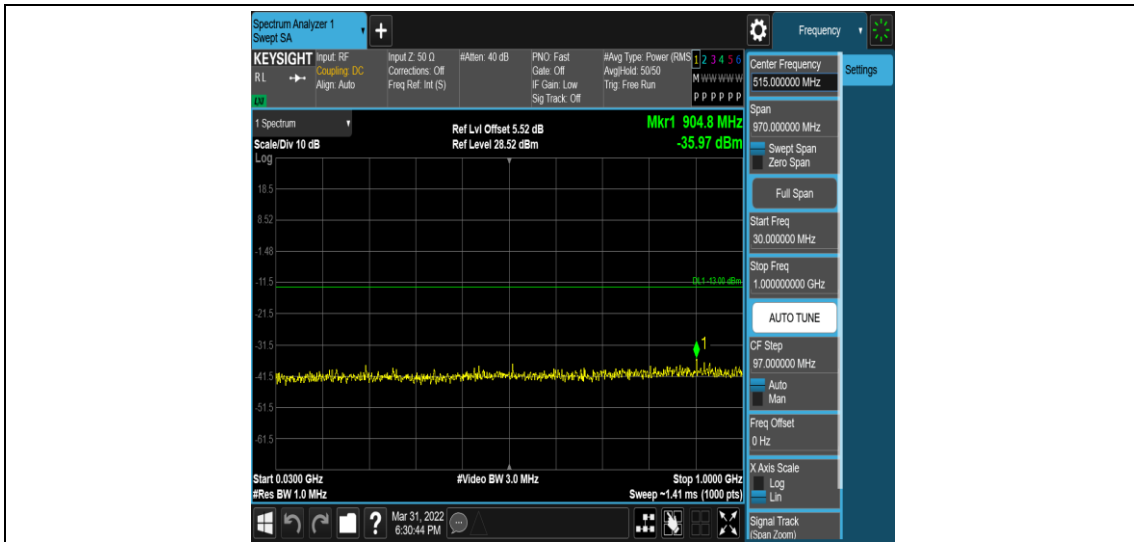 Spectrum Analyzer 1
Swept SA
+
Frequency
KEYSIGHT
RL
LXI
Input: RF
Coupling: DC
Align: Auto
Input Z: 50 Ω
Corrections: Off
Freq Ref: Int (S)
#Atten: 40 dB
PNO: Fast
Gate: Off
IF Gain: Low
Sig Track: Off
#Avg Type: Power (RMS
Avg|Hold: 50/50
Trig: Free Run
1 2 3 4 5 6
M W W W W W
P P P P P P
1 Spectrum
Scale/Div 10 dB
Ref Lvl Offset 5.52 dB
Ref Level 28.52 dBm
Mkr1 904.8 MHz
-35.97 dBm
Log
18.5
8.52
-1.48
-11.5
DL1 -13.00 dBm
-21.5
-31.5
1
-41.5
-51.5
-61.5
Start 0.0300 GHz
#Res BW 1.0 MHz
#Video BW 3.0 MHz
Stop 1.0000 GHz
Sweep ~1.41 ms (1000 pts)
Mar 31, 2022
6:30:44 PM
?
Center Frequency
515.000000 MHz
Settings
Span
970.000000 MHz
Swept Span
Zero Span
Full Span
Start Freq
30.000000 MHz
Stop Freq
1.000000000 GHz
AUTO TUNE
CF Step
97.000000 MHz
Auto
Man
Freq Offset
0 Hz
X Axis Scale
Log
Lin
Signal Track
(Span Zoom)